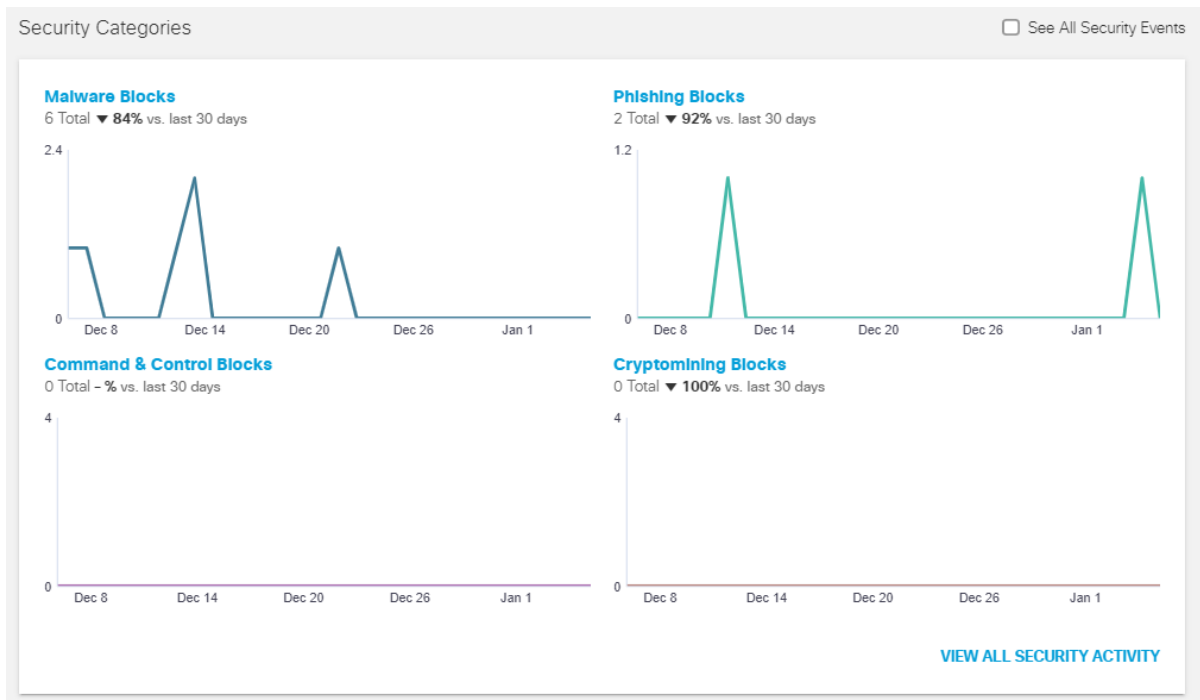 Security Categories
See All Security Events
Malware Blocks
6 Total ▼ 84% vs. last 30 days
2.4
0
Dec 8 Dec 14 Dec 20 Dec 26 Jan 1
Phishing Blocks
2 Total ▼ 92% vs. last 30 days
1.2
0
Dec 8 Dec 14 Dec 20 Dec 26 Jan 1
Command & Control Blocks
0 Total – % vs. last 30 days
4
0
Dec 8 Dec 14 Dec 20 Dec 26 Jan 1
Cryptomining Blocks
0 Total ▼ 100% vs. last 30 days
4
0
Dec 8 Dec 14 Dec 20 Dec 26 Jan 1
VIEW ALL SECURITY ACTIVITY